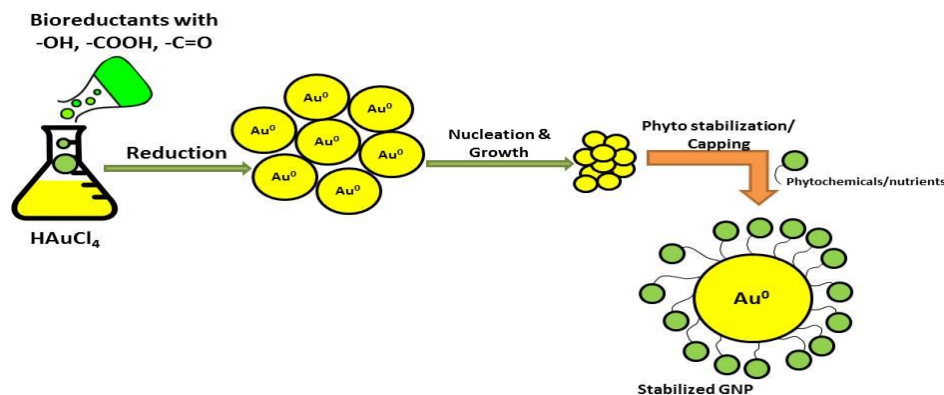 Bioreductants with
-OH, -COOH, -C=O
HAuCl₄
Reduction
Au⁰
Au⁰
Au⁰
Au⁰
Au⁰
Au⁰
Au⁰
Nucleation &
Growth
Phyto stabilization/
Capping
Phytochemicals/nutrients
Au⁰
Stabilized GNP